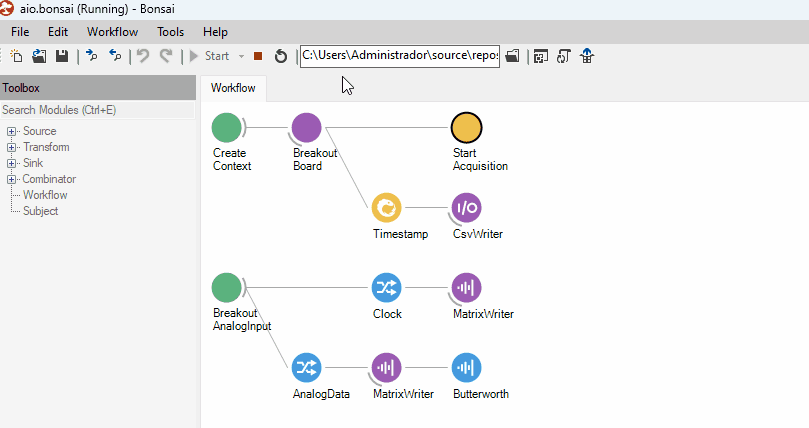 aio.bonsai (Running) - Bonsai
File Edit Workflow Tools Help
Start C:\Users\Administrador\source\repos
Toolbox
Workflow
Search Modules (Ctrl+E)
Source
Transform
Sink
Combinator
Workflow
Subject
Create
Context
Breakout
Board
Start
Acquisition
Timestamp
I/O
CsvWriter
Breakout
AnalogInput
Clock
MatrixWriter
AnalogData
MatrixWriter
Butterworth